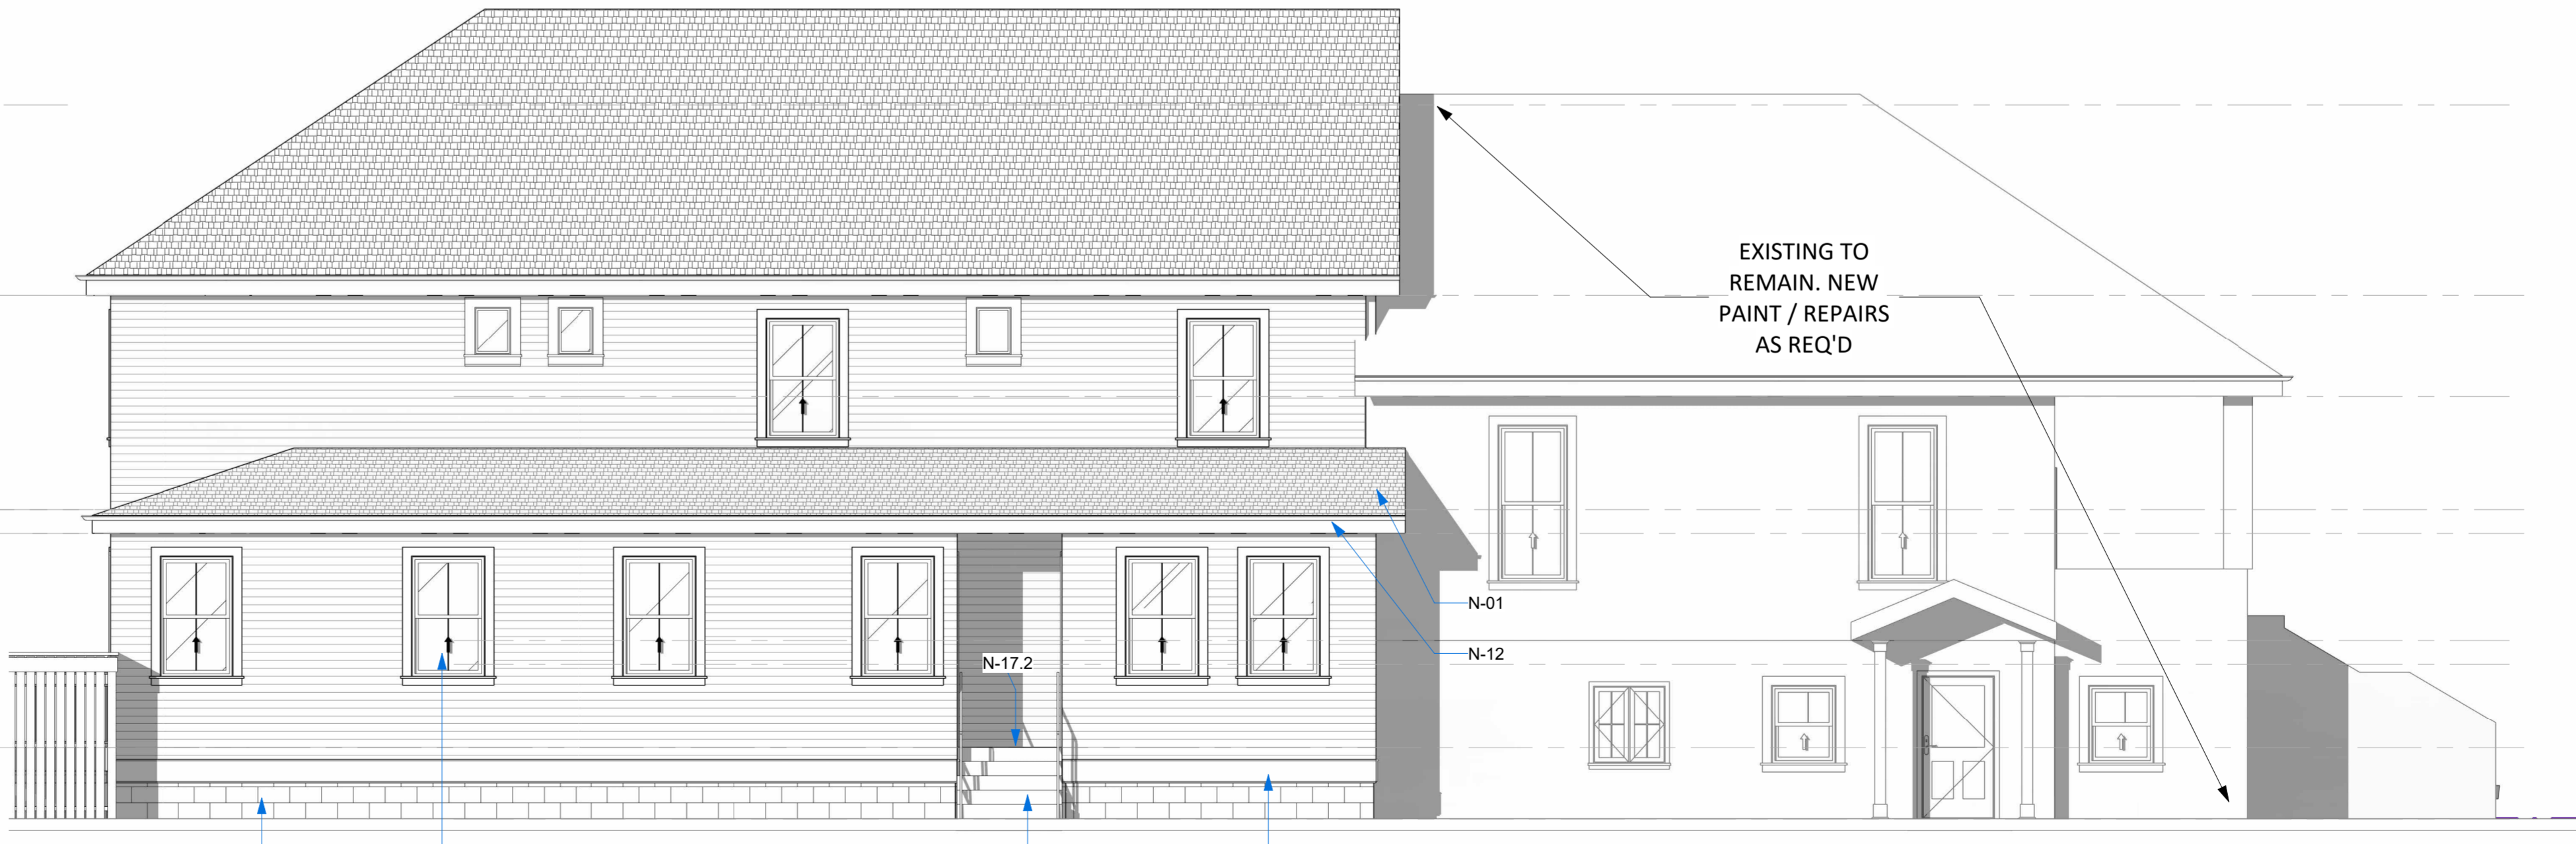 EXISTING TO
REMAIN. NEW
PAINT / REPAIRS
AS REQ'D
N-01
N-12
N-17.2